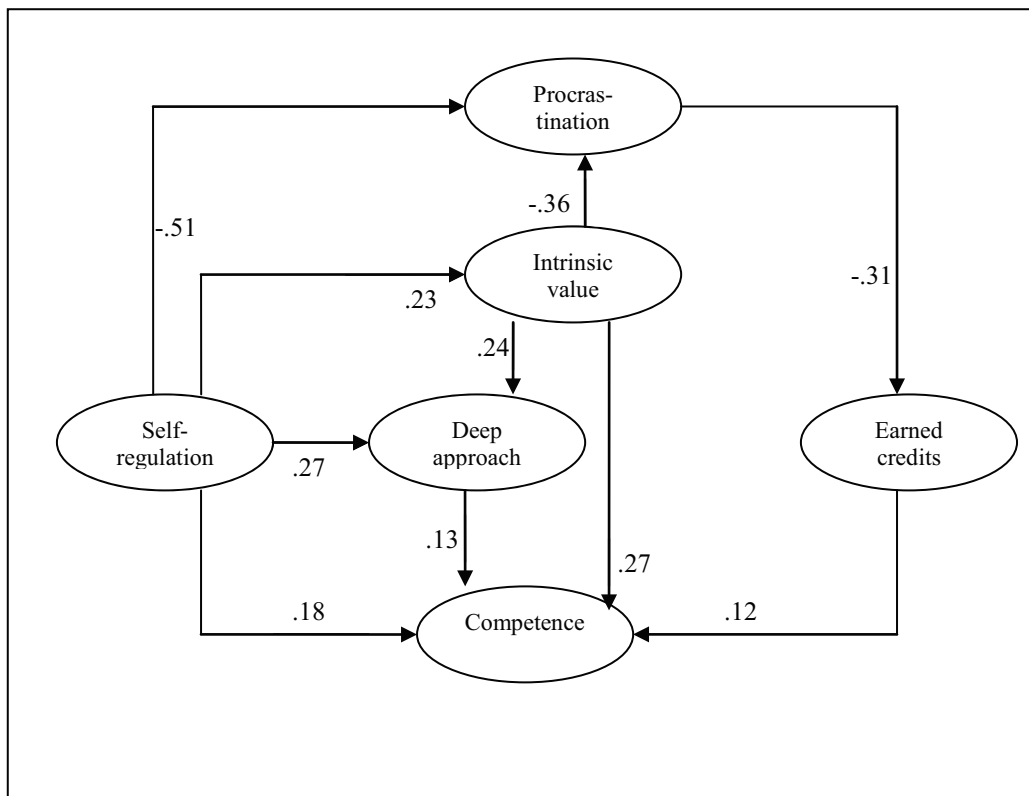 Procras-
tination
-.36
-.51
Intrinsic
value
-.31
.23
.24
Self-
regulation
Deep
approach
Earned
credits
.27
.13
.27
.18
.12
Competence